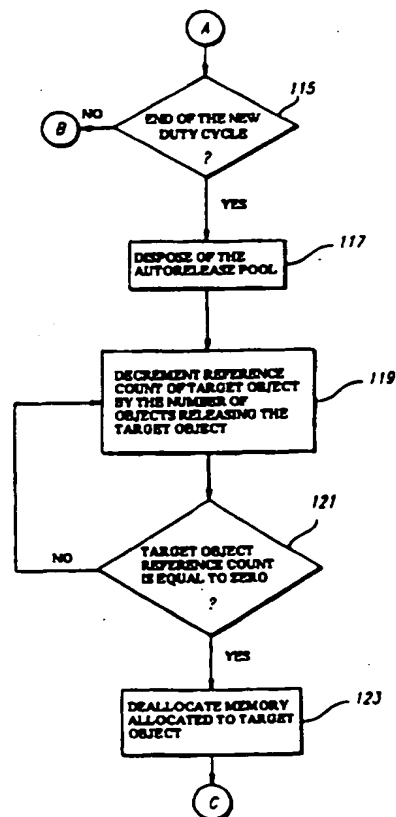 A
115
NO
B
END OF THE NEW
DUTY CYCLE
?
YES
117
DISPOSE OF THE
AUTORELEASE POOL
DECREMENT REFERENCE
COUNT OF TARGET OBJECT
BY THE NUMBER OF
OBJECTS RELEASING THE
TARGET OBJECT
119
121
TARGET OBJECT
REFERENCE COUNT
IS EQUAL TO ZERO
?
NO
YES
DEALLOCATE MEMORY
ALLOCATED TO TARGET
OBJECT
123
C